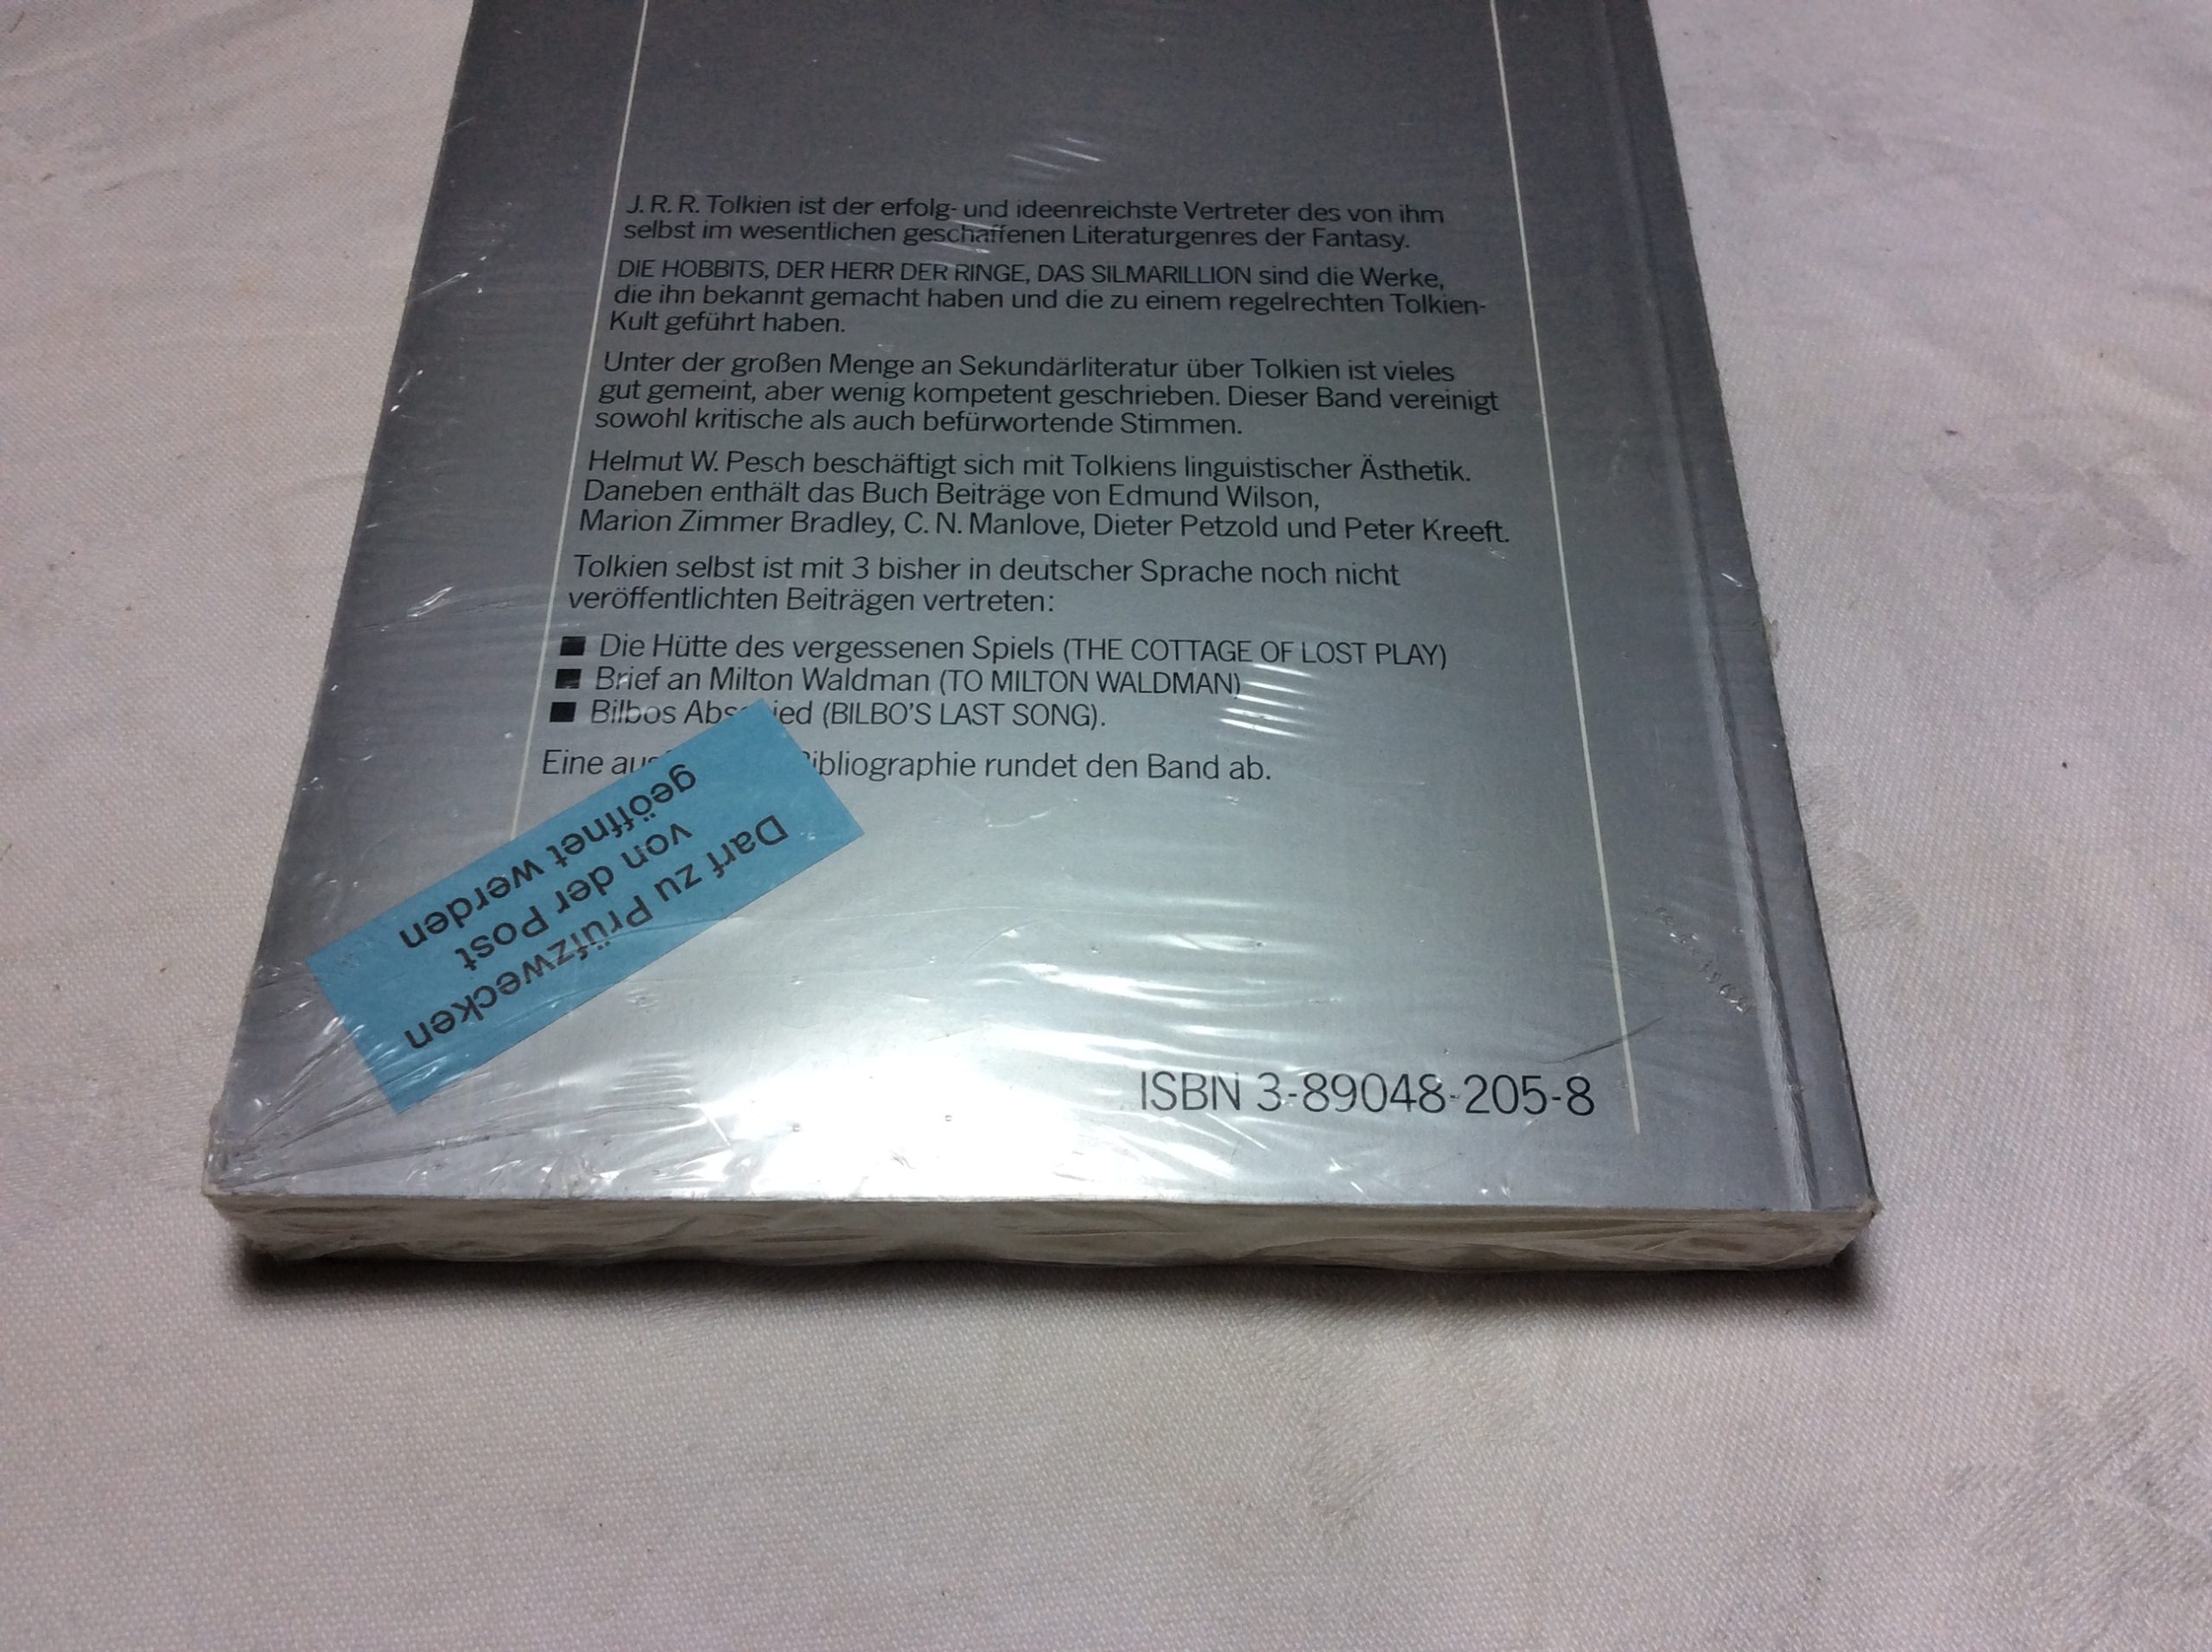 J. R. R. Tolkien ist der erfolg- und ideenreichste Vertreter des von ihm
selbst im wesentlichen geschaffenen Literaturgenres der Fantasy.
DIE HOBBITS, DER HERR DER RINGE, DAS SILMARILLION sind die Werke,
die ihn bekannt gemacht haben und die zu einem regelrechten Tolkien-
Kult geführt haben.
Unter der großen Menge an Sekundärliteratur über Tolkien ist vieles
gut gemeint, aber wenig kompetent geschrieben. Dieser Band vereinigt
sowohl kritische als auch befürwortende Stimmen.
Helmut W. Pesch beschäftigt sich mit Tolkiens linguistischer Ästhetik.
Daneben enthält das Buch Beiträge von Edmund Wilson,
Marion Zimmer Bradley, C. N. Manlove, Dieter Petzold und Peter Kreeft.
Tolkien selbst ist mit 3 bisher in deutscher Sprache noch nicht
veröffentlichten Beiträgen vertreten:
■ Die Hütte des vergessenen Spiels (THE COTTAGE OF LOST PLAY)
■ Brief an Milton Waldman (TO MILTON WALDMAN)
■ Bilbos Abschied (BILBO'S LAST SONG).
Eine Bibliographie rundet den Band ab.
Darf zu Prüfzwecken
von der Post
geöffnet werden
ISBN 3-89048-205-8